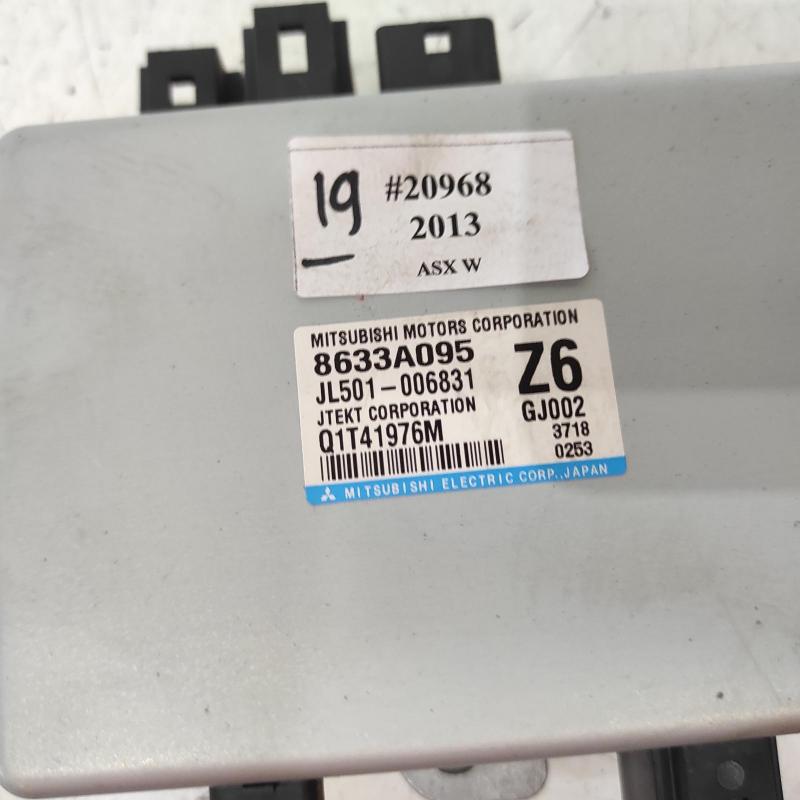 19 #20968
2013
ASX W
MITSUBISHI MOTORS CORPORATION
8633A095
JL501-006831
Z6
JTEKT CORPORATION
GJ002
Q1T41976M
3718
0253
MITSUBISHI ELECTRIC CORP.,JAPAN